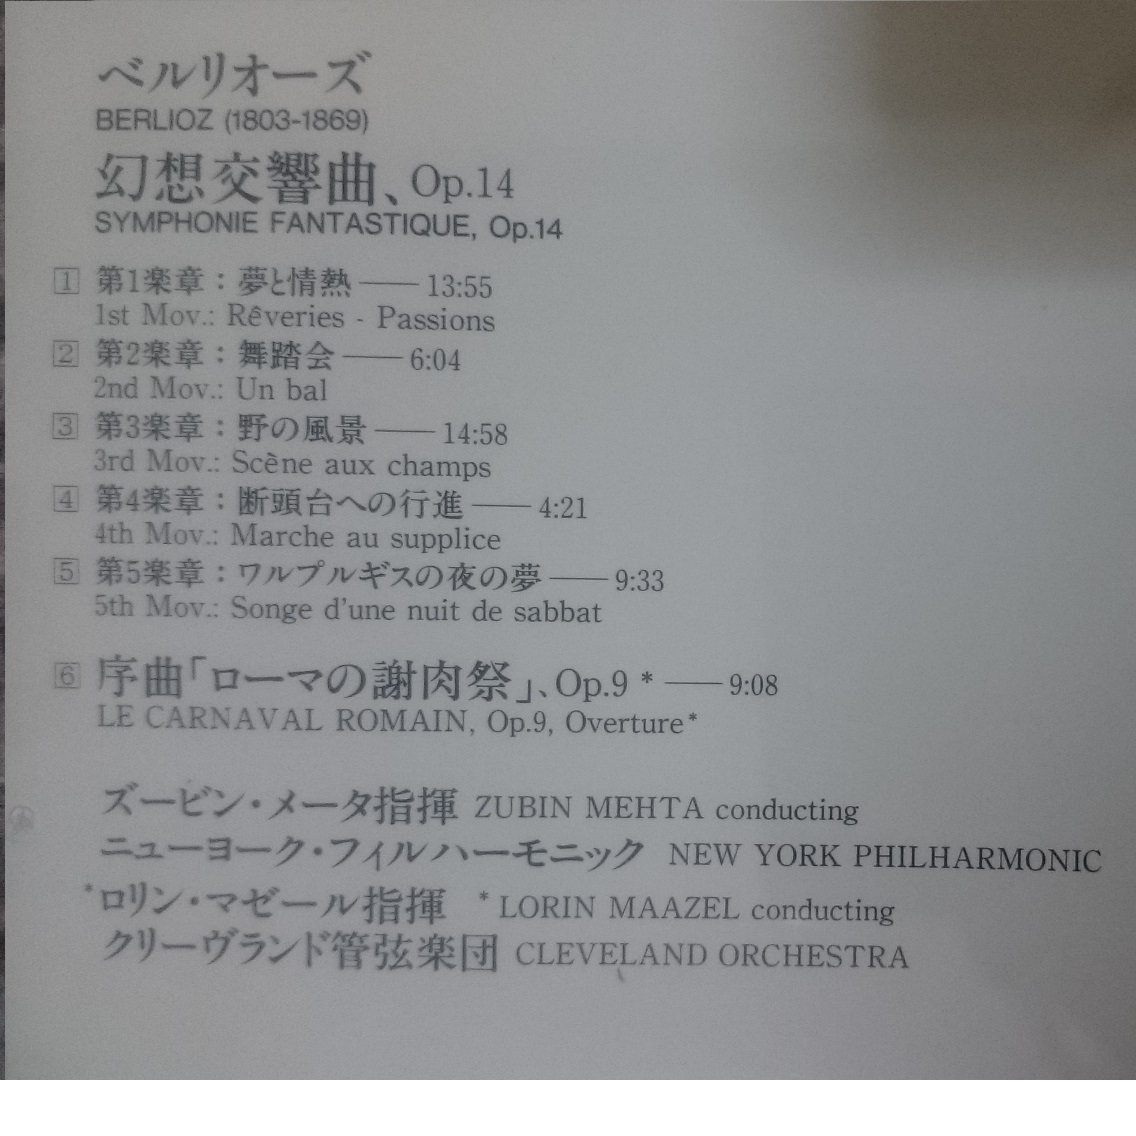 ベルリオーズ
BERLIOZ (1803-1869)
幻想交響曲、Op.14
SYMPHONIE FANTASTIQUE, Op.14
1 第1楽章：夢と情熱 —— 13:55
1st Mov.: Rêveries - Passions
2 第2楽章：舞踏会 —— 6:04
2nd Mov.: Un bal
3 第3楽章：野の風景 —— 14:58
3rd Mov.: Scène aux champs
4 第4楽章：断頭台への行進 —— 4:21
4th Mov.: Marche au supplice
5 第5楽章：ワルプルギスの夜の夢 —— 9:33
5th Mov.: Songe d'une nuit de sabbat
6 序曲「ローマの謝肉祭」、Op.9 * —— 9:08
LE CARNAVAL ROMAIN, Op.9, Overture*
ズービン・メータ指揮 ZUBIN MEHTA conducting
ニューヨーク・フィルハーモニック NEW YORK PHILHARMONIC
*ロリン・マゼール指揮 * LORIN MAAZEL conducting
クリーヴランド管弦楽団 CLEVELAND ORCHESTRA